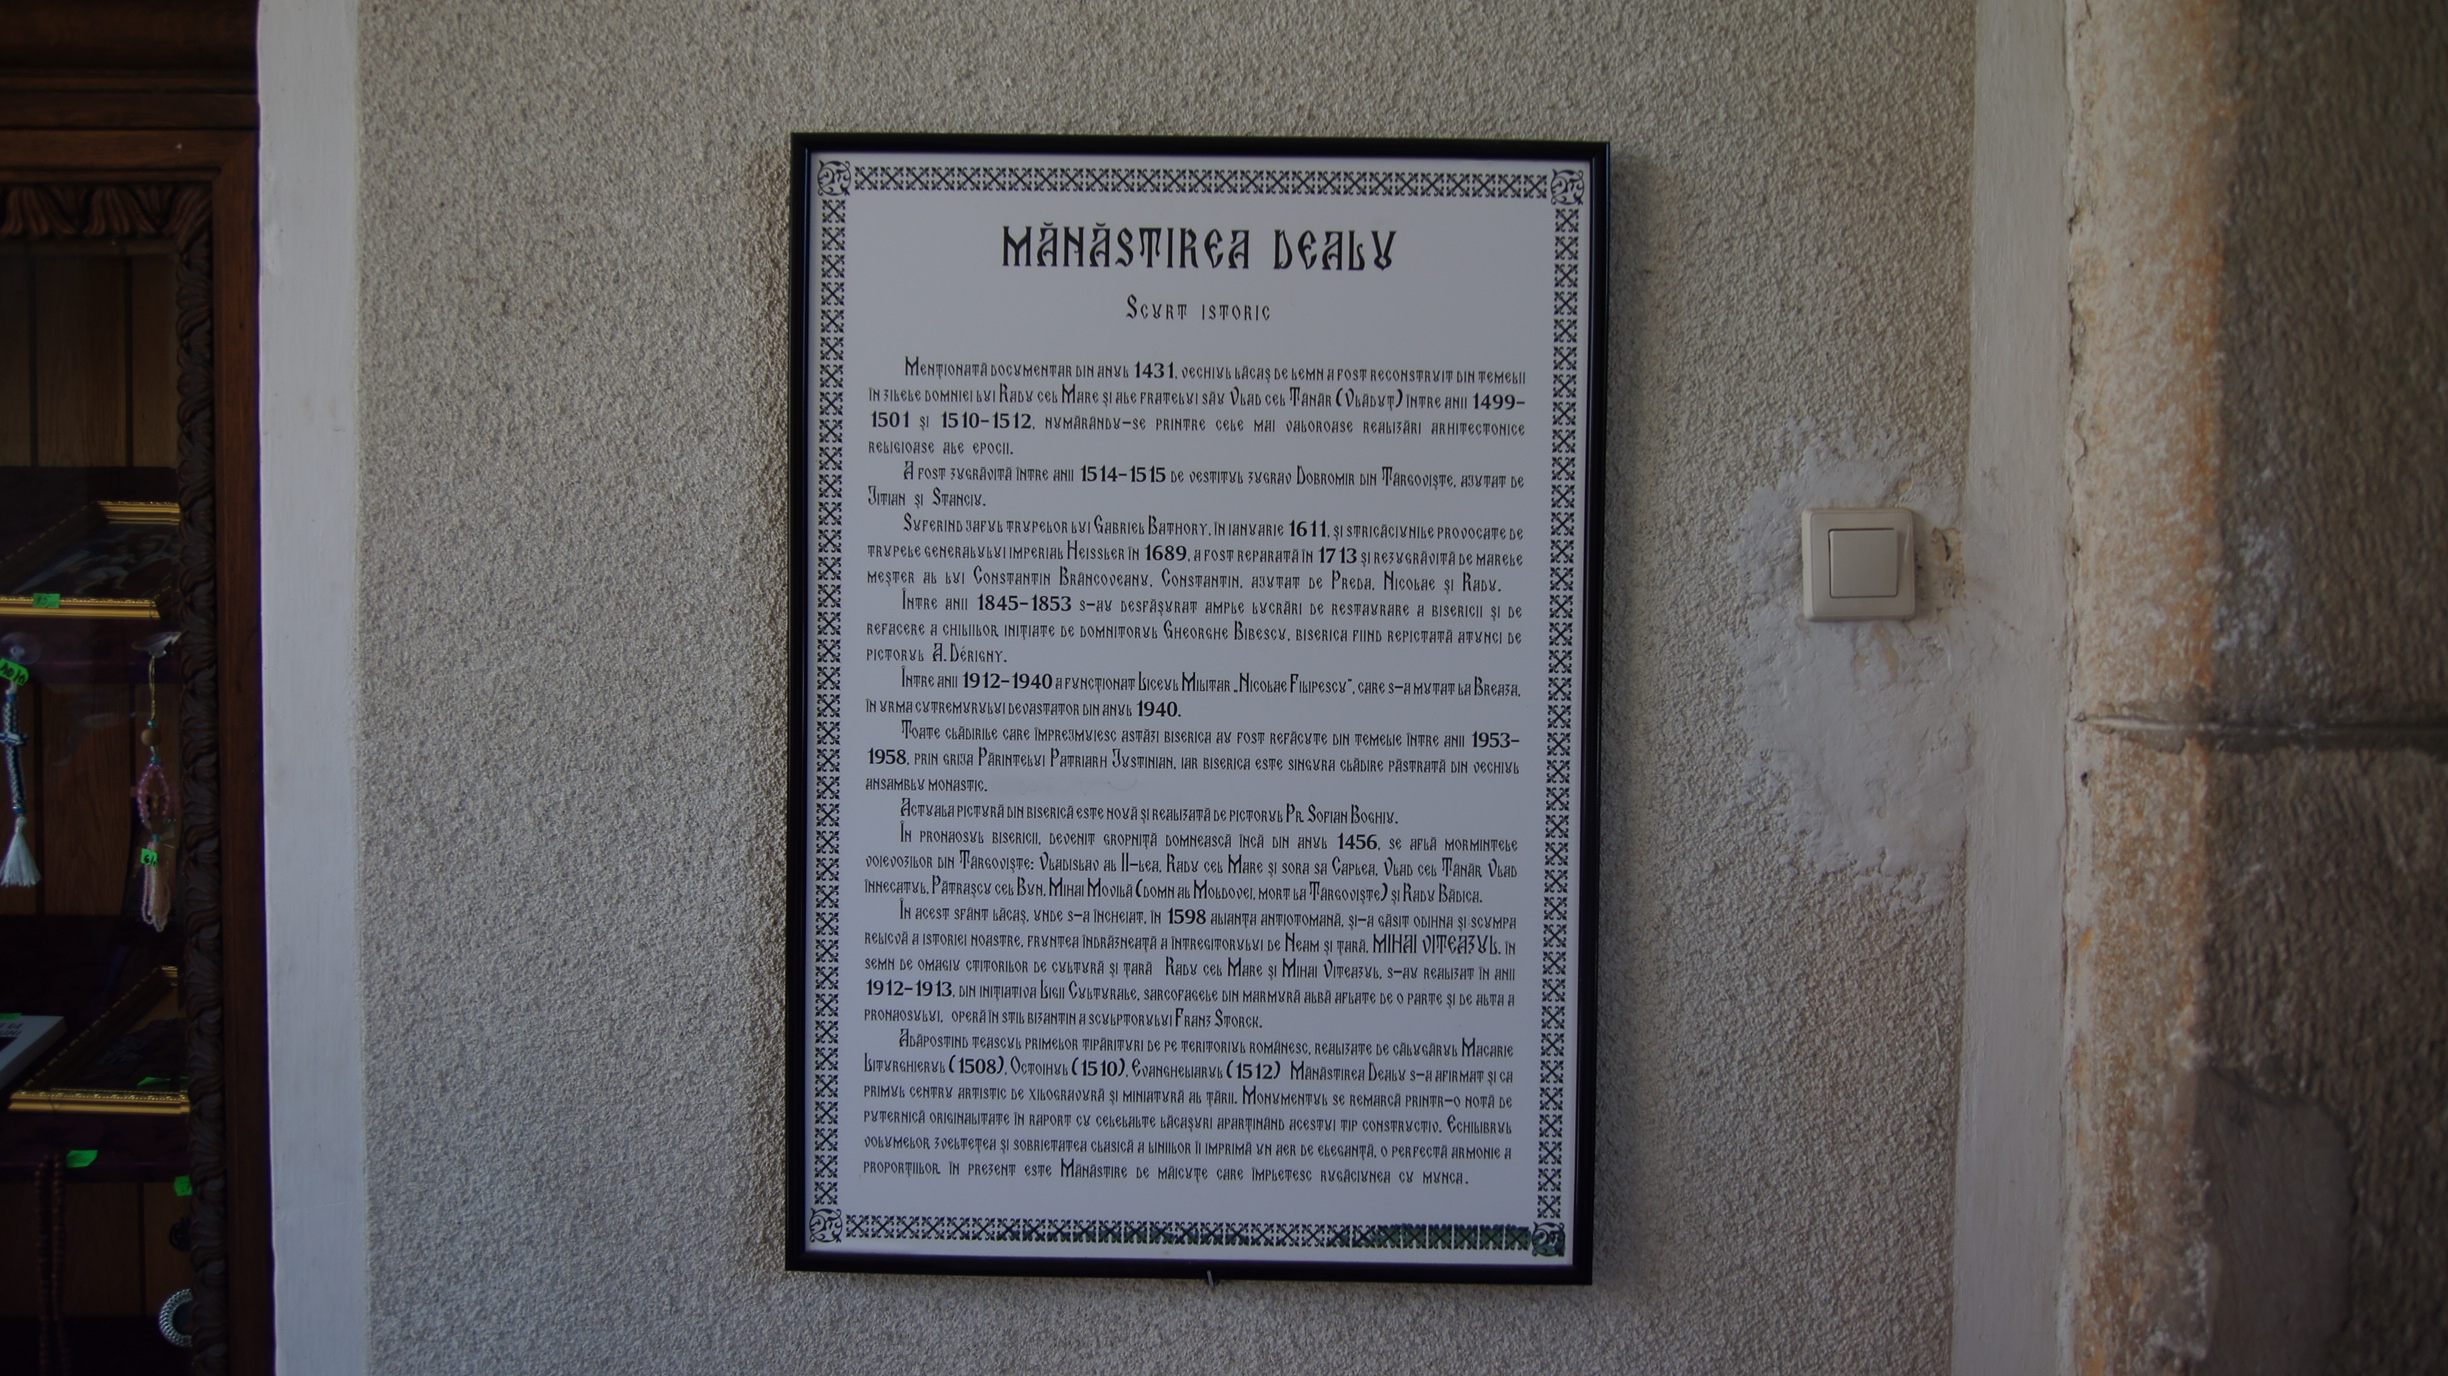 MĂNĂSTIREA DEALU
Scurt istoric
Menționată documentar din anul 1431, vechiul lăcaș de lemn a fost reconstruit din temelii
în zilele domniei lui Radu cel Mare și ale fratelui său Vlad cel Tânăr (Vlăduț) între anii 1499-
1501 și 1510-1512, numărându-se printre cele mai valoroase realizări arhitectonice
religioase ale epocii.
A fost zugrăvită între anii 1514-1515 de vestitul zugrav Dobromir din Târgoviște, ajutat de
Jitian și Stanciu.
Suferind jaful trupelor lui Gabriel Bathory, în ianuarie 1611, și stricăciunile provocate de
trupele generalului imperial Heissler în 1689, a fost reparată în 1713 și rezugrăvită de marele
meșter al lui Constantin Brâncoveanu, Constantin, ajutat de Preda, Nicolae și Radu.
Între anii 1845-1853 s-au desfășurat ample lucrări de restaurare a bisericii și de
refacere a chiliilor inițiate de domnitorul Gheorghe Bibescu, biserica fiind repictată atunci de
pictorul A. Dérigny.
Între anii 1912-1940 a funcționat Liceul Militar „Nicolae Filipescu", care s-a mutat la Breaza,
în urma cutremurului devastator din anul 1940.
Toate clădirile care împrejmuiesc astăzi biserica au fost refăcute din temelie între anii 1953-
1958, prin grija Părintelui Patriarh Justinian, iar biserica este singura clădire păstrată din vechiul
ansamblu monastic.
Actuala pictură din biserică este nouă și realizată de pictorul Pr. Sofian Boghiu.
În pronaosul bisericii, devenit gropniță domnească încă din anul 1456, se află mormintele
voievozilor din Târgoviște: Vladislav al II-lea, Radu cel Mare și sora sa Caplea, Vlad cel Tânăr Vlad
Înnecatul, Pătrașcu cel Bun, Mihai Movilă (domn al Moldovei, mort la Târgoviște) și Radu Bădica.
În acest sfânt lăcaș, unde s-a încheiat, în 1598 alianța antiotomană, și-a găsit odihna și scumpa
relicvă a istoriei noastre, fruntea îndrăzneață a întregitorului de Neam și țară, MIHAI VITEAZUL. În
semn de omagiu ctitorilor de cultură și țară Radu cel Mare și Mihai Viteazul, s-au realizat în anii
1912-1913, din inițiativa Ligii Culturale, sarcofagele din marmură albă aflate de o parte și de alta a
pronaosului, operă în stil bizantin a sculptorului Franz Storck.
Adăpostind teascul primelor tipărituri de pe teritoriul românesc, realizate de călugărul Macarie
Liturghierul (1508), Octoihul (1510), Evangheliarul (1512) Mănăstirea Dealu s-a afirmat și ca
primul centru artistic de xilogravură și miniatură al țării. Monumentul se remarcă printr-o notă de
puternică originalitate în raport cu celelalte lăcașuri aparținând acestui tip constructiv. Echilibrul
volumelor zveltețea și sobrietatea clasică a liniilor îi imprimă un aer de eleganță, o perfectă armonie a
proporțiilor. În prezent este Mănăstire de măicuțe care împletesc rugăciunea cu munca.